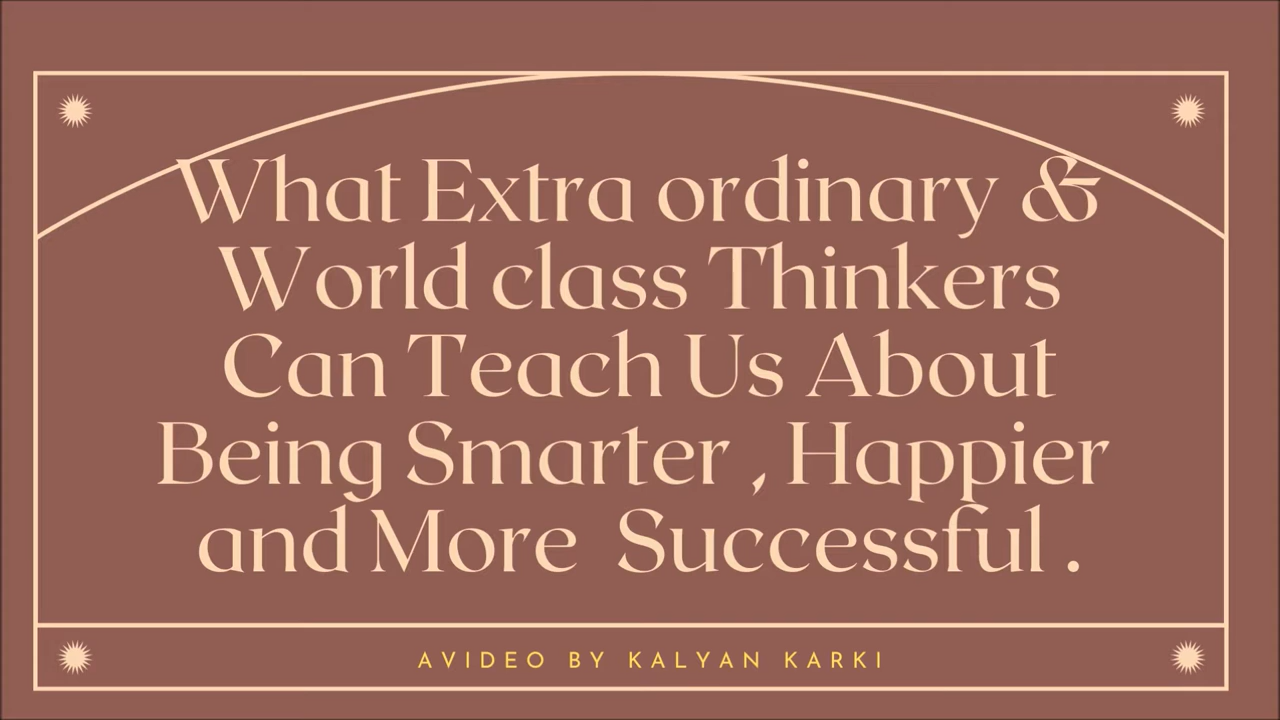 What Extra ordinary &
World class Thinkers
Can Teach Us About
Being Smarter , Happier
and More Successful .
AVIDEO BY KALYAN KARKI